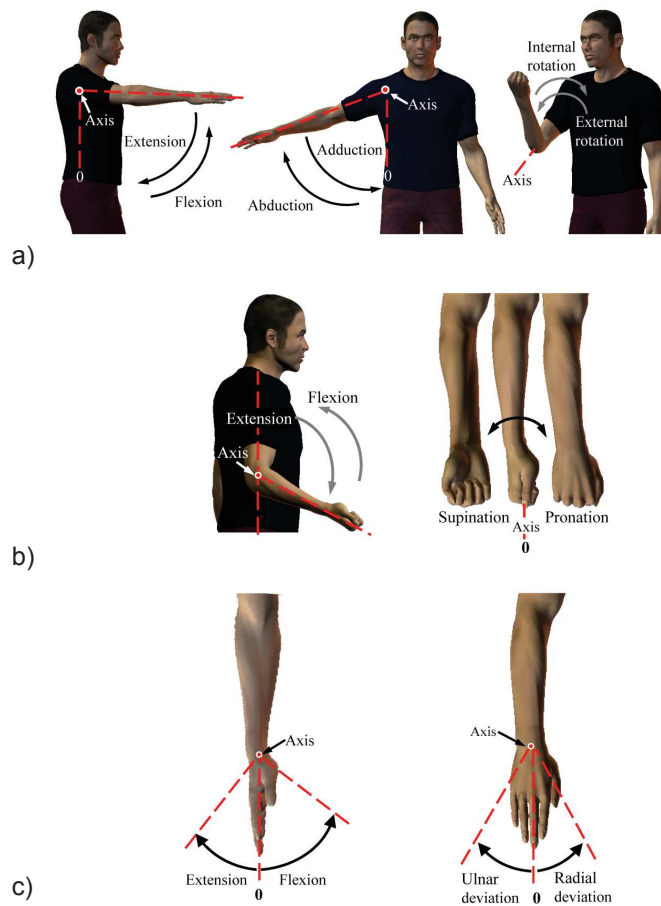 Axis
Extension
0
Flexion
Axis
Adduction
0
Abduction
Internal
rotation
External
rotation
Axis
a)
Flexion
Extension
Axis
Supination
Axis
0
Pronation
b)
Axis
Extension
0
Flexion
Axis
Ulnar
deviation
0
Radial
deviation
c)